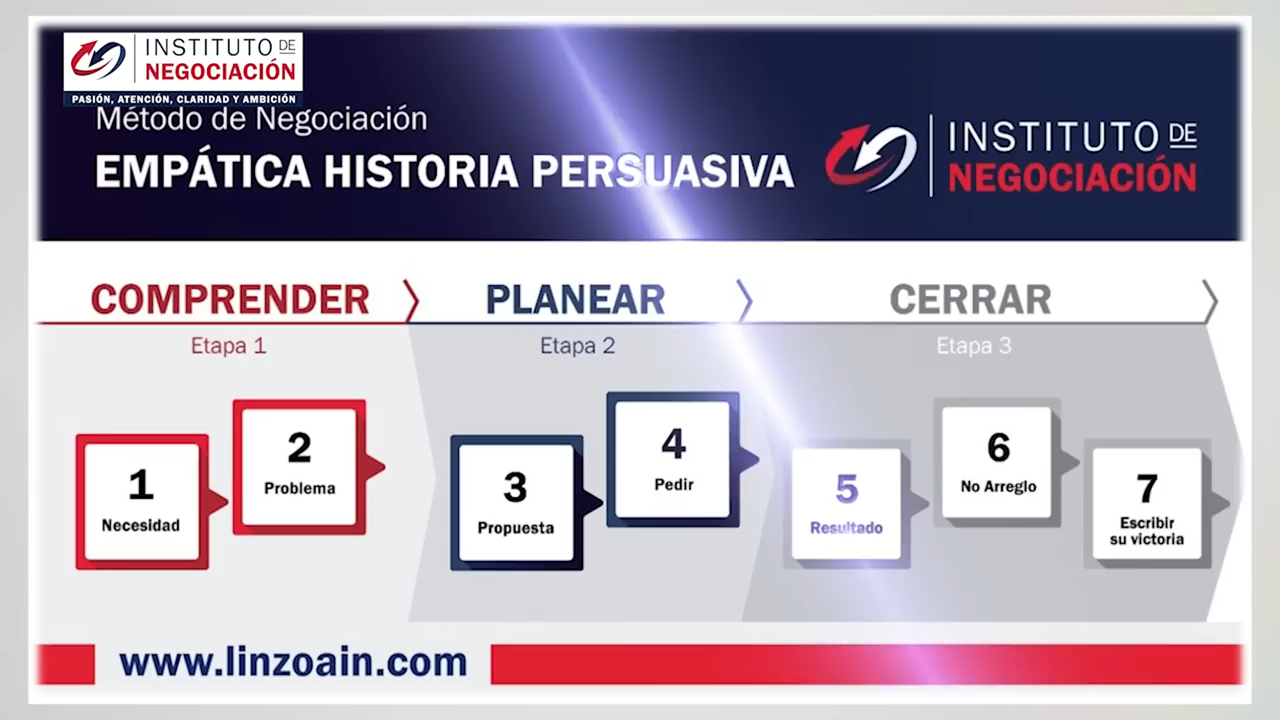 INSTITUTO DE
NEGOCIACIÓN
PASIÓN, ATENCIÓN, CLARIDAD Y AMBICIÓN
Método de Negociación
EMPÁTICA HISTORIA PERSUASIVA
INSTITUTO DE
NEGOCIACIÓN
COMPRENDER
PLANEAR
CERRAR
Etapa 1
Etapa 2
Etapa 3
1
Necesidad
2
Problema
3
Propuesta
4
Pedir
5
Resultado
6
No Arreglo
7
Escribir
su victoria
www.linzoain.com